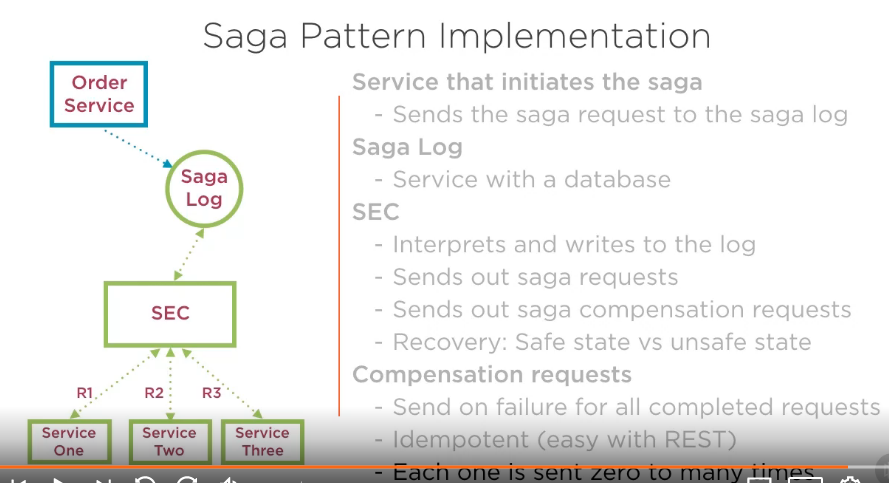 Saga Pattern Implementation
Order
Service
Saga
Log
SEC
R1
R2
R3
Service
One
Service
Two
Service
Three
Service that initiates the saga
- Sends the saga request to the saga log
Saga Log
- Service with a database
SEC
- Interprets and writes to the log
- Sends out saga requests
- Sends out saga compensation requests
- Recovery: Safe state vs unsafe state
Compensation requests
- Send on failure for all completed requests
- Idempotent (easy with REST)
- Each one is sent zero to many times